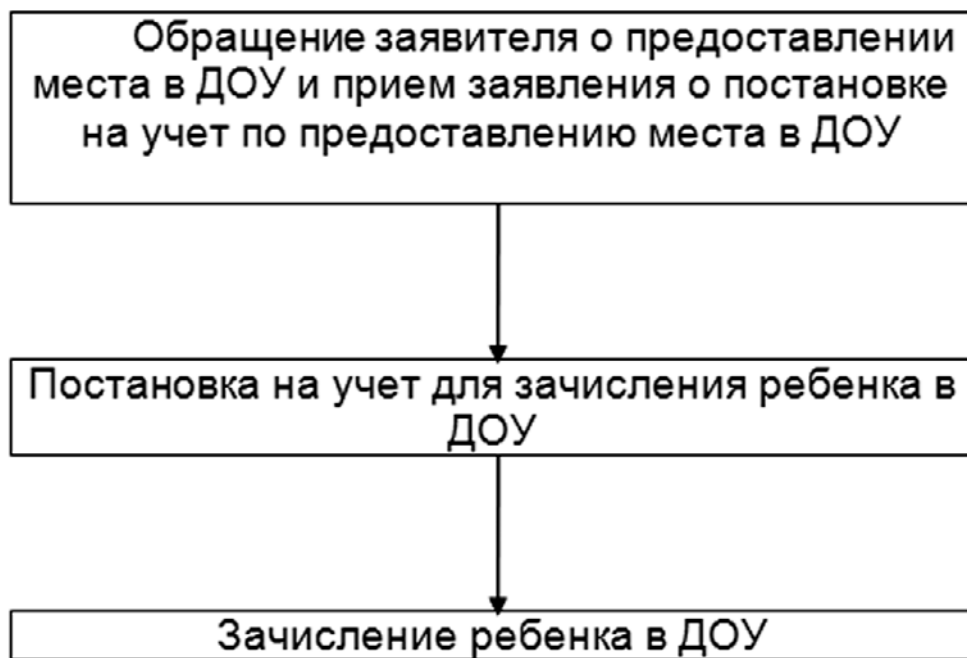 Обращение заявителя о предоставлении
места в ДОУ и прием заявления о постановке
на учет по предоставлению места в ДОУ
Постановка на учет для зачисления ребенка в
ДОУ
Зачисление ребенка в ДОУ